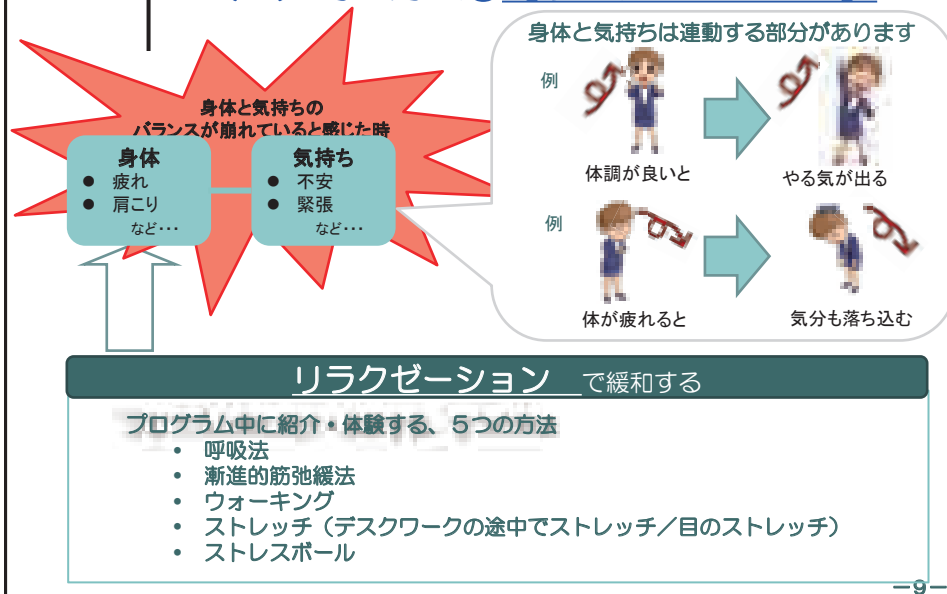 身体と気持ちは連動する部分があります
例
体調が良いと
やる気が出る
例
体が疲れると
気分も落ち込む
身体と気持ちの
バランスが崩れていると感じた時
身体
● 疲れ
● 肩こり
など･･･
気持ち
● 不安
● 緊張
など･･･
リラクゼーション で緩和する
プログラム中に紹介・体験する、５つの方法
• 呼吸法
• 漸進的筋弛緩法
• ウォーキング
• ストレッチ（デスクワークの途中でストレッチ／目のストレッチ）
• ストレスボール
－9－